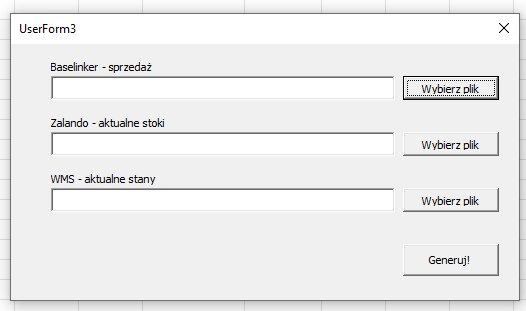 UserForm3
Baselinker - sprzedaż
Wybierz plik
Zalando - aktualne stoki
Wybierz plik
WMS - aktualne stany
Wybierz plik
Generuj!